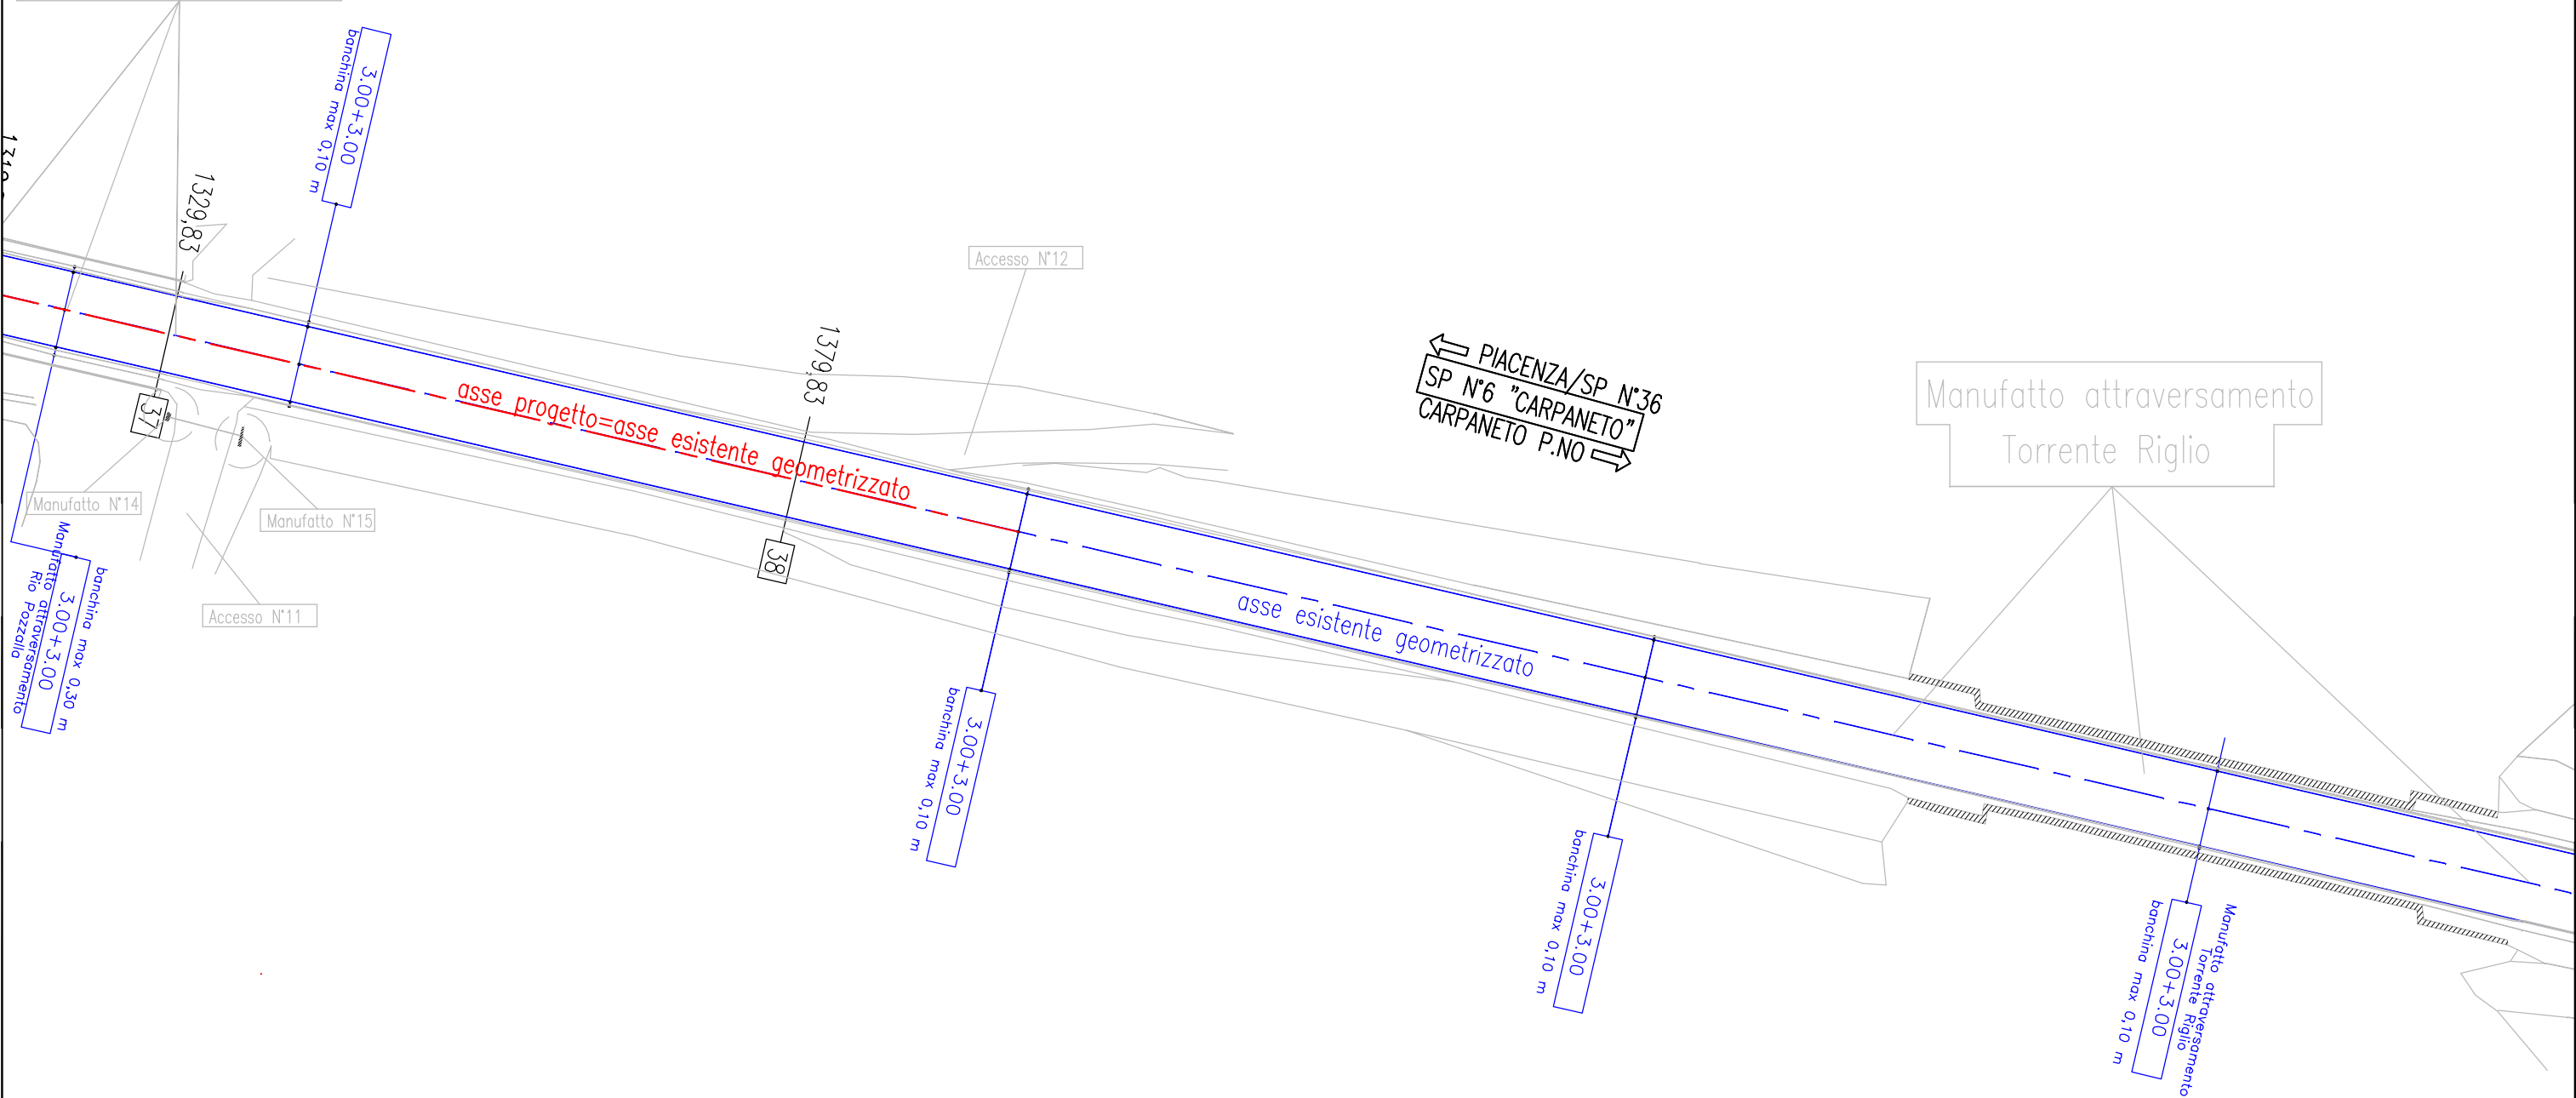 3.00+3.00
banchina max 0,10 m
1329,83
37
Manufatto N°14
Manufatto N°15
Accesso N°11
banchina max 0,30 m
3.00+3.00
Manufatto attraversamento
Rio Pozzallo
asse progetto=asse esistente geometrizzato
1379,83
38
Accesso N°12
3.00+3.00
banchina max 0,10 m
asse esistente geometrizzato
PIACENZA/SP N°36
SP N°6 "CARPANETO"
CARPANETO P.NO
3.00+3.00
banchina max 0,10 m
Manufatto attraversamento
Torrente Riglio
Manufatto attraversamento
Torrente Riglio
3.00+3.00
banchina max 0,10 m